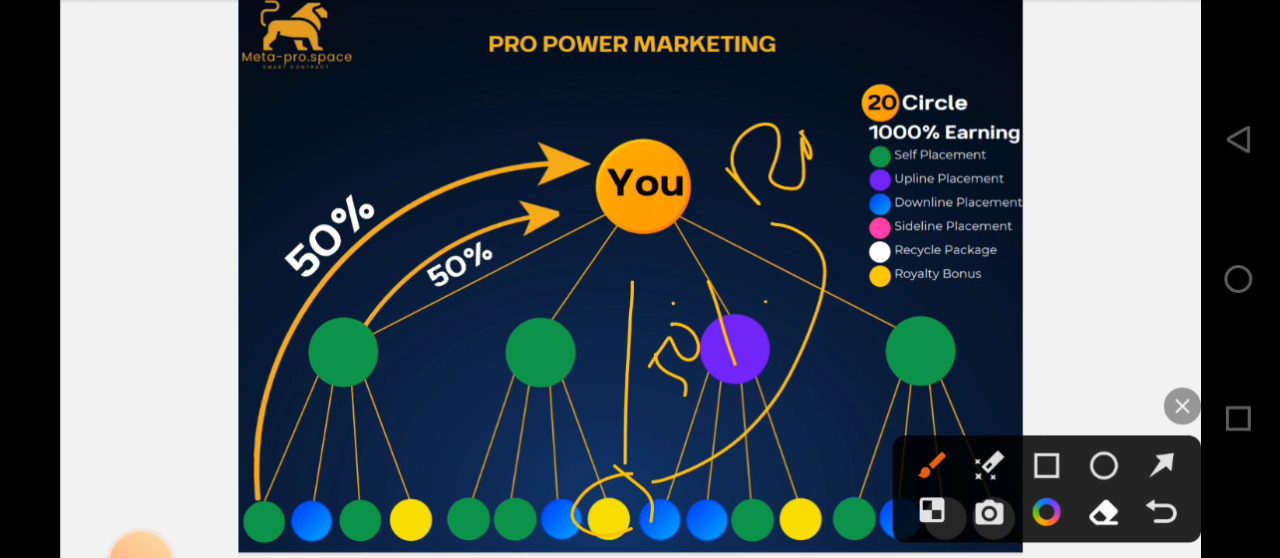 Meta-pro.space
SMART CONTRACT
PRO POWER MARKETING
20 Circle
1000% Earning
Self Placement
Upline Placement
Downline Placement
Sideline Placement
Recycle Package
Royalty Bonus
You
50%
50%